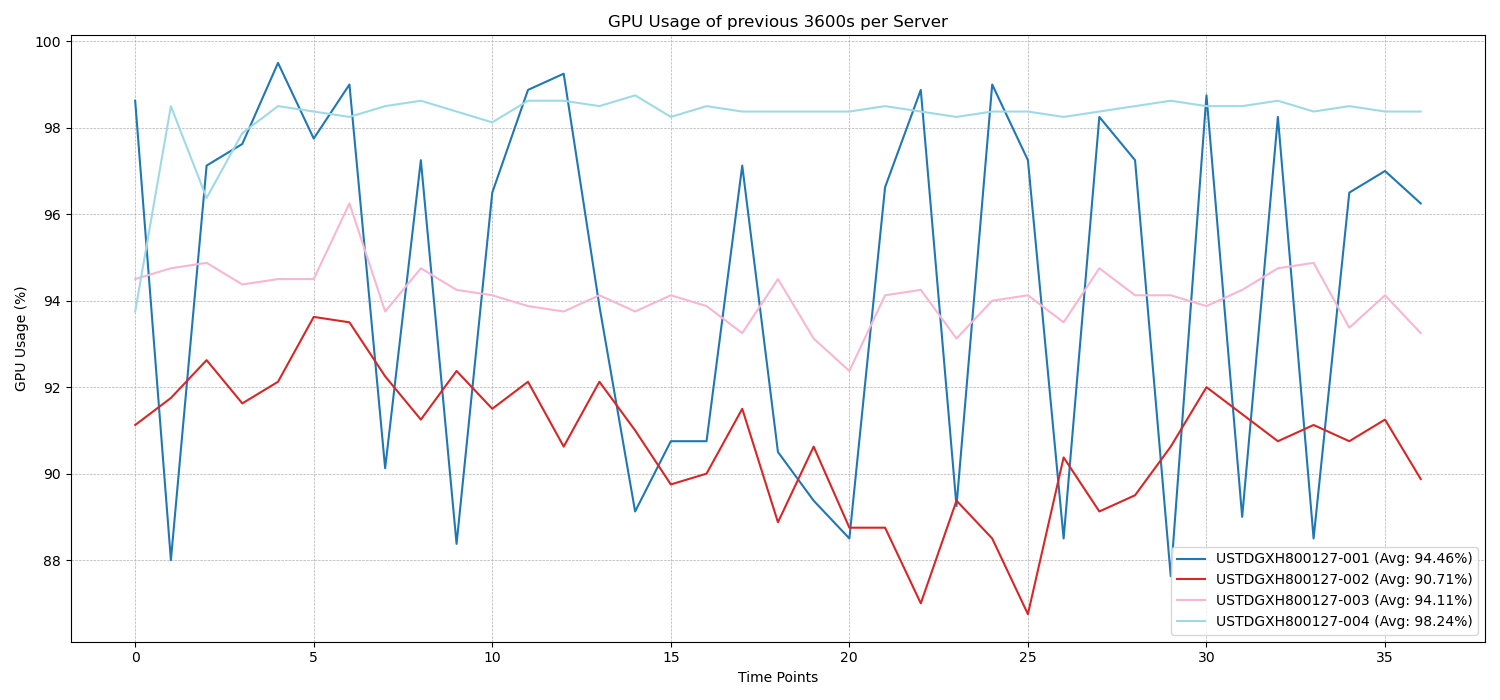 GPU Usage of previous 3600s per Server
100
98
96
94
92
90
88
GPU Usage (%)
USTDGXH800127-001 (Avg: 94.46%)
USTDGXH800127-002 (Avg: 90.71%)
USTDGXH800127-003 (Avg: 94.11%)
USTDGXH800127-004 (Avg: 98.24%)
0 5 10 15 20 25 30 35
Time Points